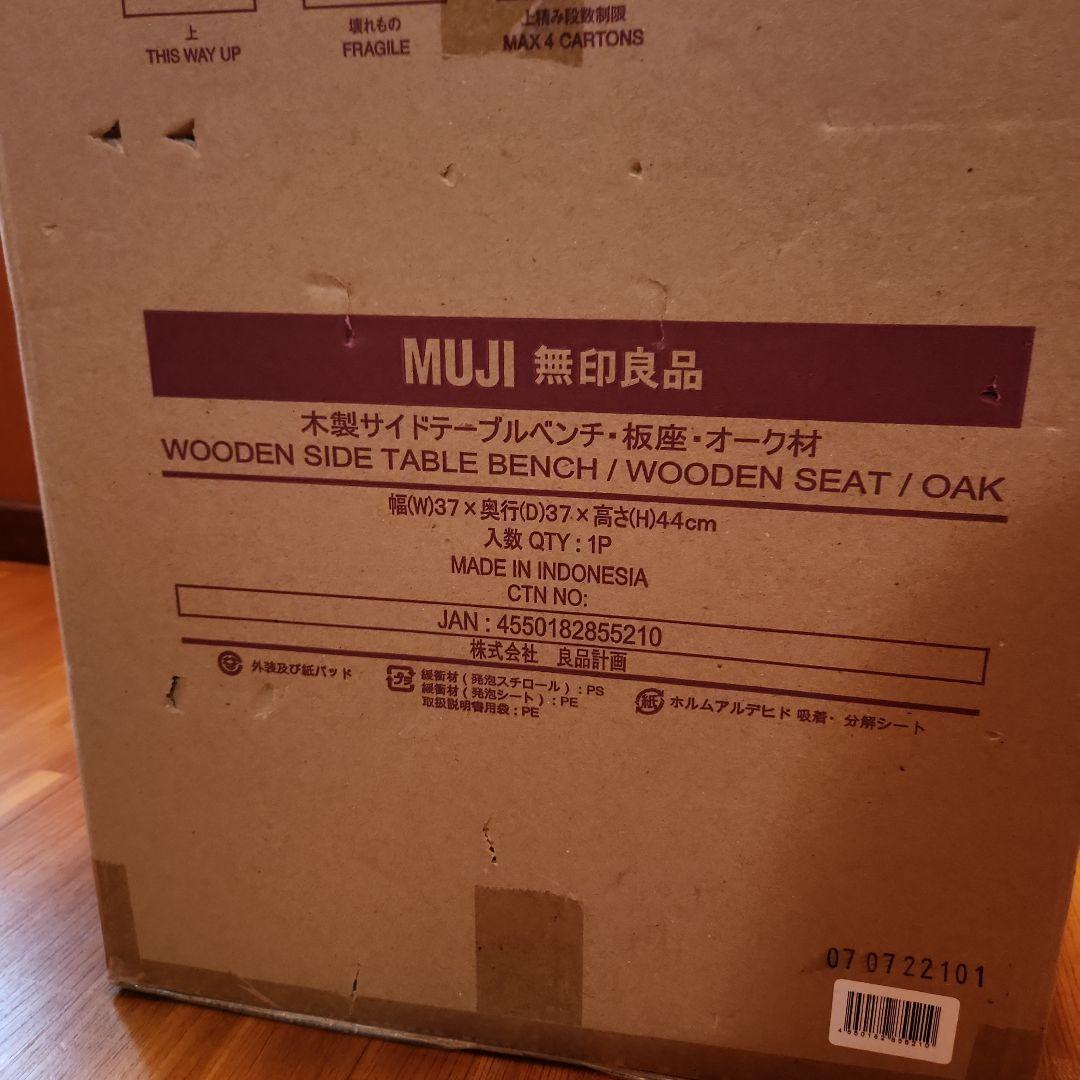 上
THIS WAY UP
壊れもの
FRAGILE
上積み段数制限
MAX 4 CARTONS
MUJI 無印良品
木製サイドテーブルベンチ・板座・オーク材
WOODEN SIDE TABLE BENCH / WOODEN SEAT / OAK
幅(W)37×奥行(D)37×高さ(H)44cm
入数 QTY : 1P
MADE IN INDONESIA
CTN NO:
JAN : 4550182855210
株式会社 良品計画
外装及び紙パッド
プラ
緩衝材(発泡スチロール) : PS
緩衝材(発泡シート) : PE
取扱説明書用袋 : PE
紙
ホルムアルデヒド 吸着・分解シート
07 0722101
4550182855210